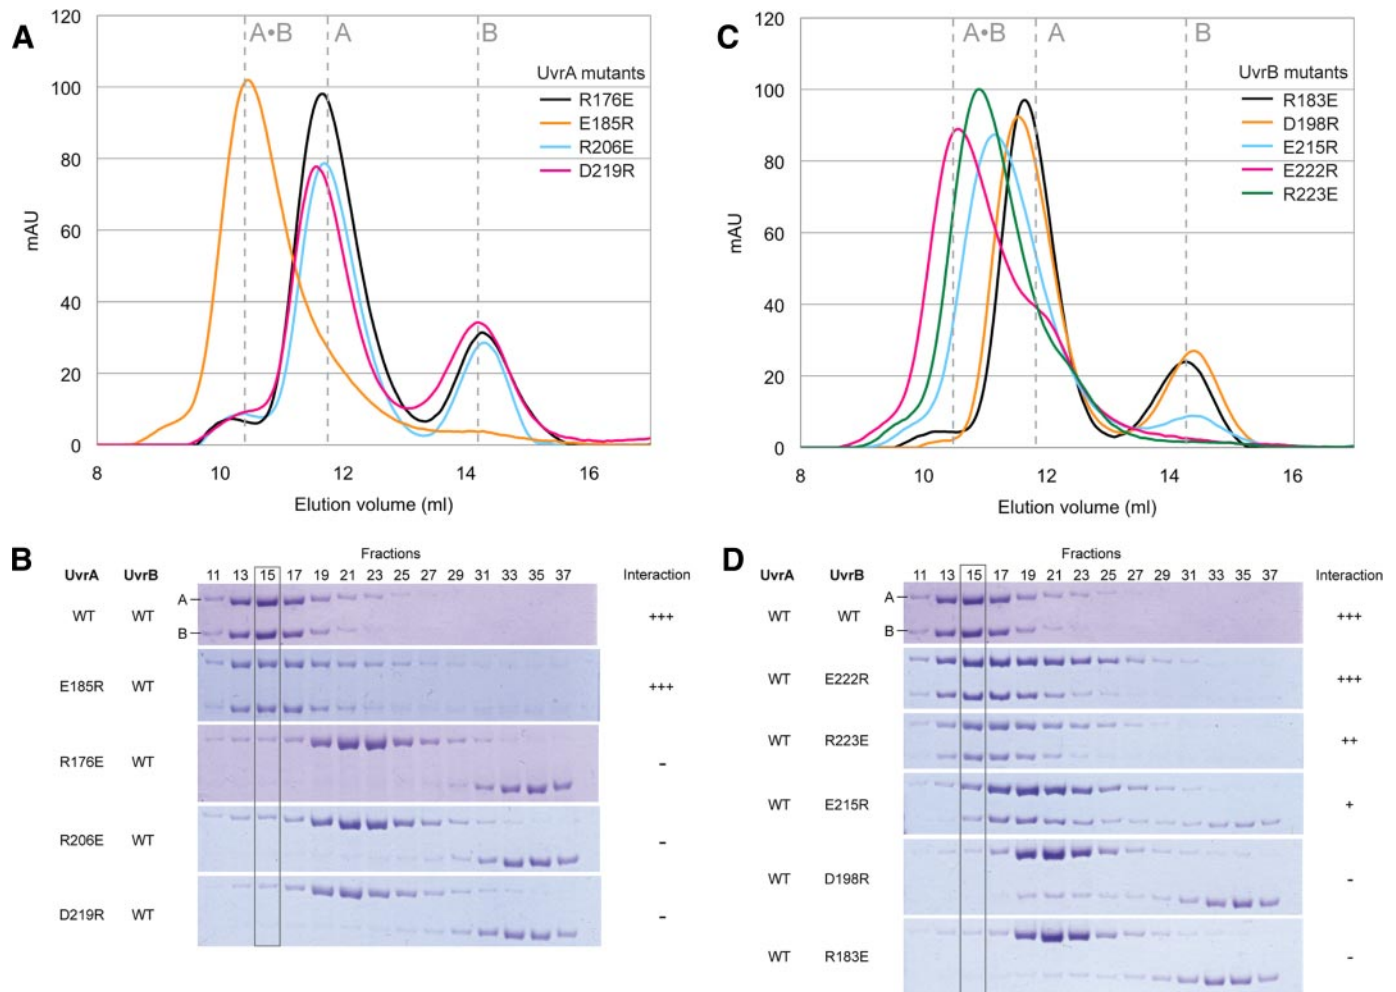 A
120
100
80
60
40
20
0
mAU
A•B
A
B
UvrA mutants
R176E
E185R
R206E
D219R
8 10 12 14 16
Elution volume (ml)
C
120
100
80
60
40
20
0
mAU
A•B
A
B
UvrB mutants
R183E
D198R
E215R
E222R
R223E
8 10 12 14 16
Elution volume (ml)
B
Fractions
UvrA UvrB 11 13 15 17 19 21 23 25 27 29 31 33 35 37 Interaction
A
WT WT +++
B
E185R WT +++
R176E WT -
R206E WT -
D219R WT -
D
Fractions
UvrA UvrB 11 13 15 17 19 21 23 25 27 29 31 33 35 37 Interaction
A
WT WT +++
B
WT E222R +++
WT R223E ++
WT E215R +
WT D198R -
WT R183E -